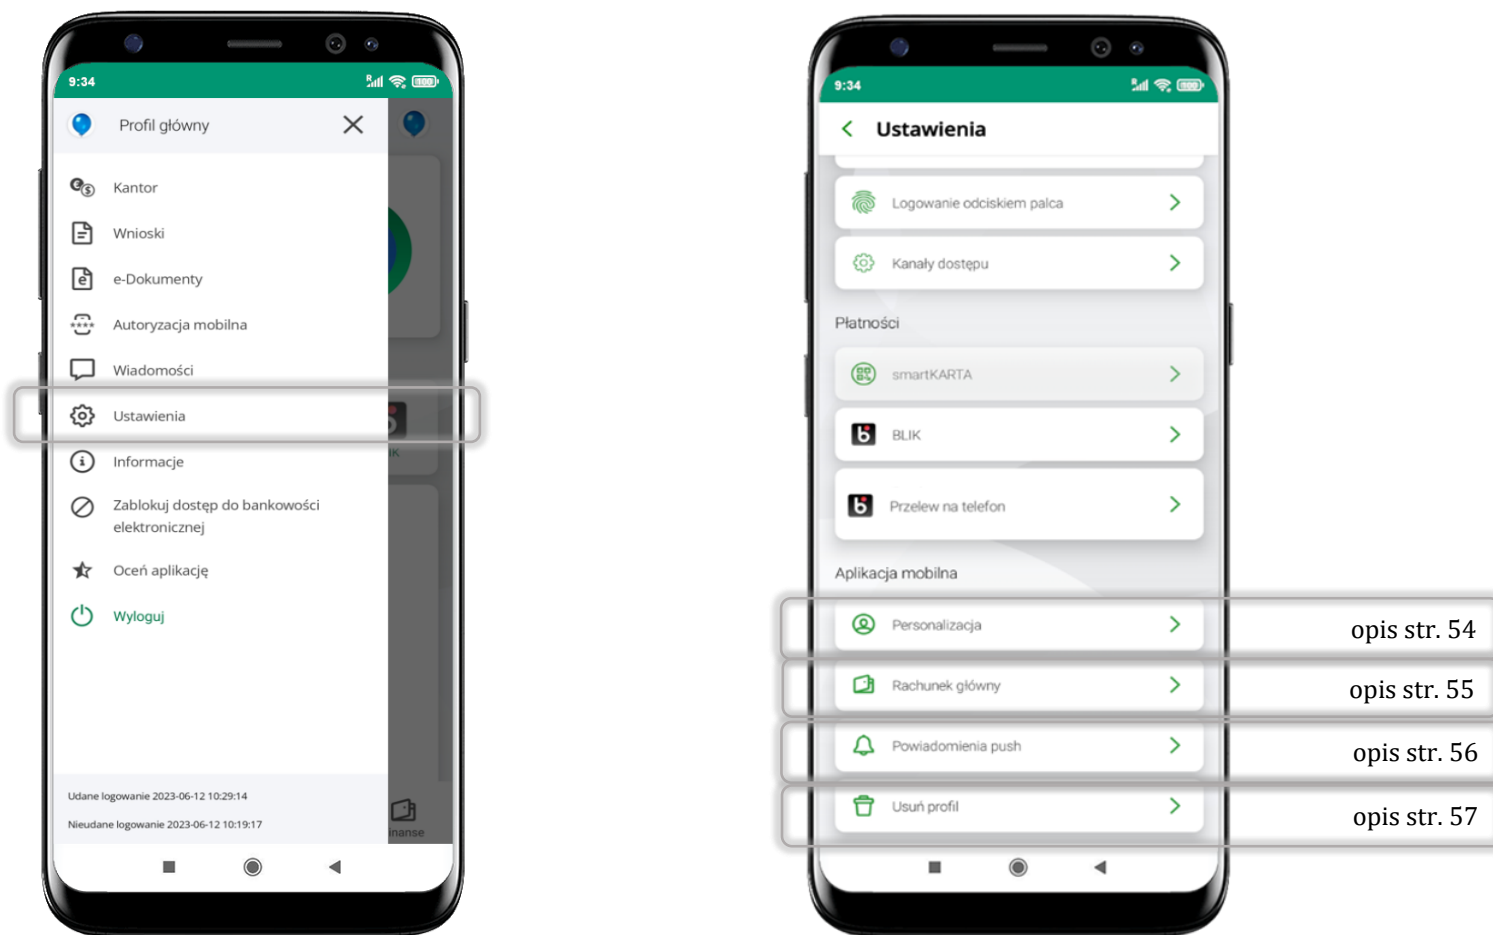 9:34
Profil główny
Kantor
Wnioski
e-Dokumenty
Autoryzacja mobilna
Wiadomości
Ustawienia
Informacje
Zablokuj dostęp do bankowości
elektronicznej
Oceń aplikację
Wyloguj
Udane logowanie 2023-06-12 10:29:14
Nieudane logowanie 2023-06-12 10:19:17
IK
inanse
9:34
Ustawienia
Logowanie odciskiem palca
Kanały dostępu
Płatności
smartKARTA
BLIK
Przelew na telefon
Aplikacja mobilna
Personalizacja
opis str. 54
Rachunek główny
opis str. 55
Powiadomienia push
opis str. 56
Usuń profil
opis str. 57